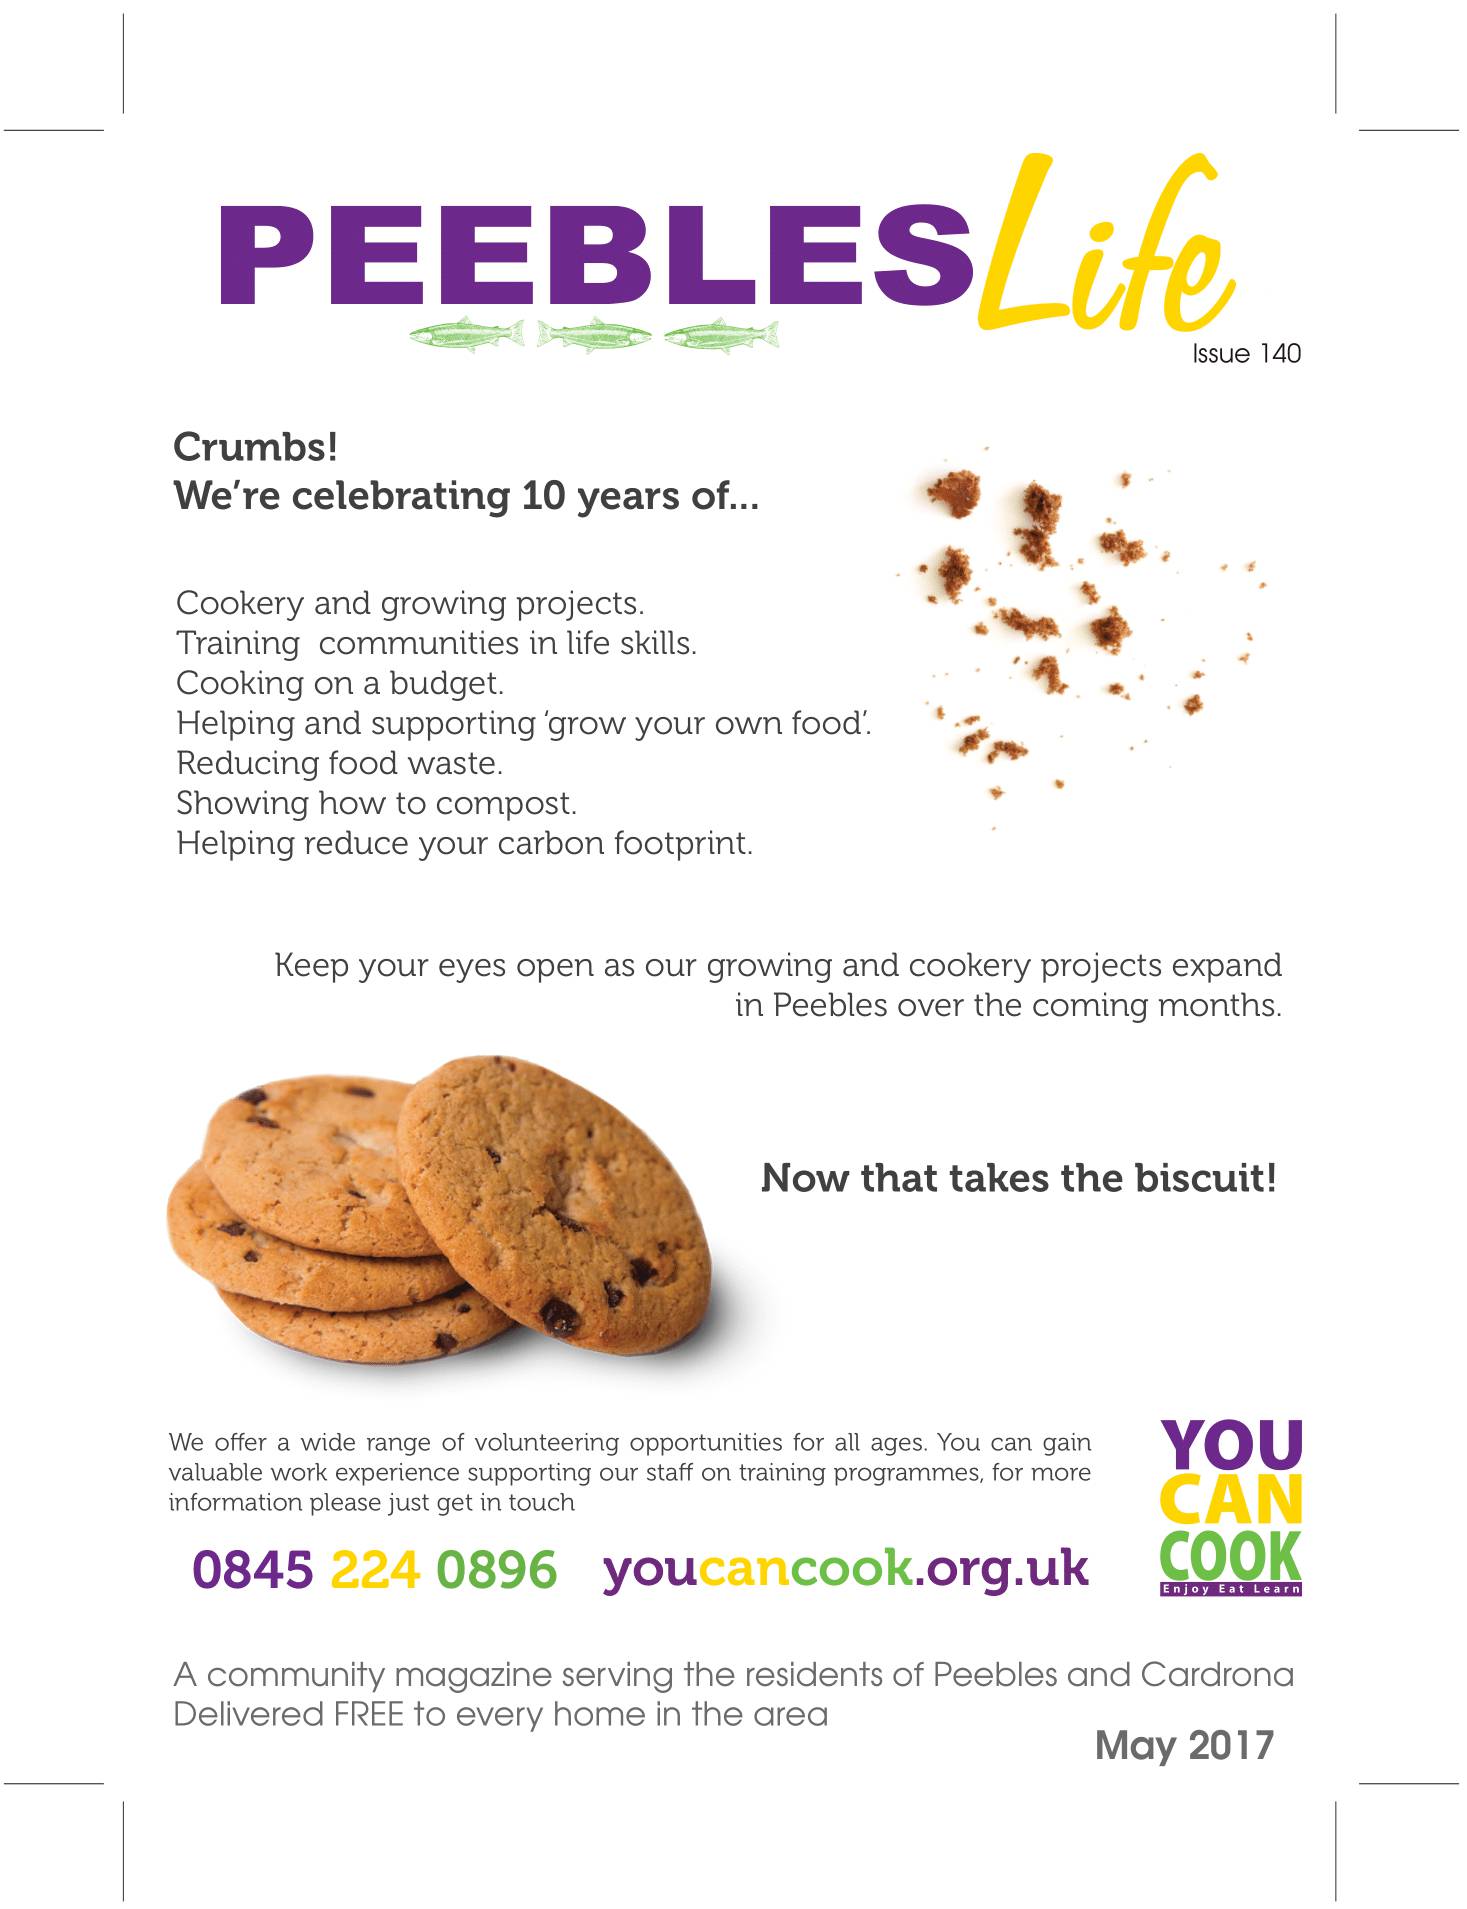 PEEBLES Life
Issue 140
Crumbs!
We’re celebrating 10 years of...
Cookery and growing projects.
Training communities in life skills.
Cooking on a budget.
Helping and supporting ‘grow your own food’.
Reducing food waste.
Showing how to compost.
Helping reduce your carbon footprint.
Keep your eyes open as our growing and cookery projects expand
in Peebles over the coming months.
Now that takes the biscuit!
We offer a wide range of volunteering opportunities for all ages. You can gain
valuable work experience supporting our staff on training programmes, for more
information please just get in touch
0845 224 0896 youcancook.org.uk
YOU
CAN
COOK
Enjoy Eat Learn
A community magazine serving the residents of Peebles and Cardrona
Delivered FREE to every home in the area
May 2017